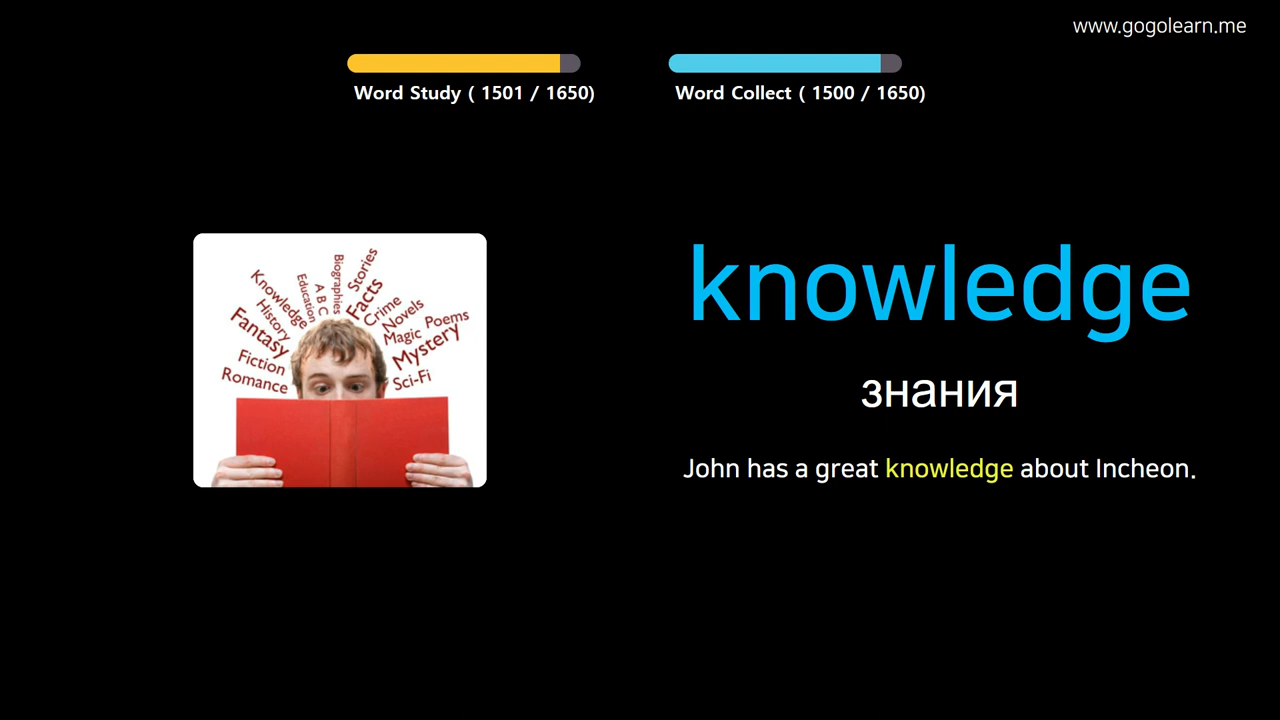 www.gogolearn.me
Word Study ( 1501 / 1650)
Word Collect ( 1500 / 1650)
knowledge
знания
John has a great knowledge about Incheon.
Knowledge
History
Fantasy
Fiction
Romance
Education
A B C
Biographies
Stories
Facts
Crime
Novels
Magic
Poems
Mystery
Sci-Fi